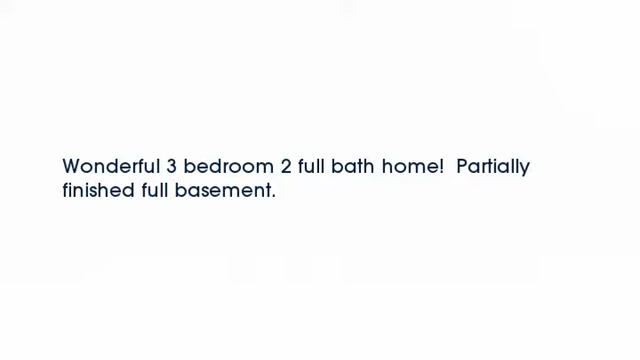 Wonderful 3 bedroom 2 full bath home!  Partially
finished full basement.